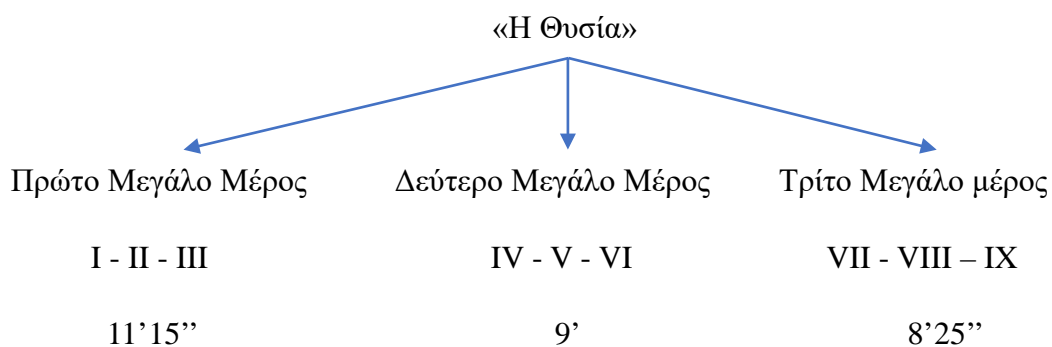 «Η Θυσία»
Πρώτο Μεγάλο Μέρος Δεύτερο Μεγάλο Μέρος Τρίτο Μεγάλο μέρος
I - II - III IV - V - VI VII - VIII – IX
11’15’’ 9’ 8’25’’